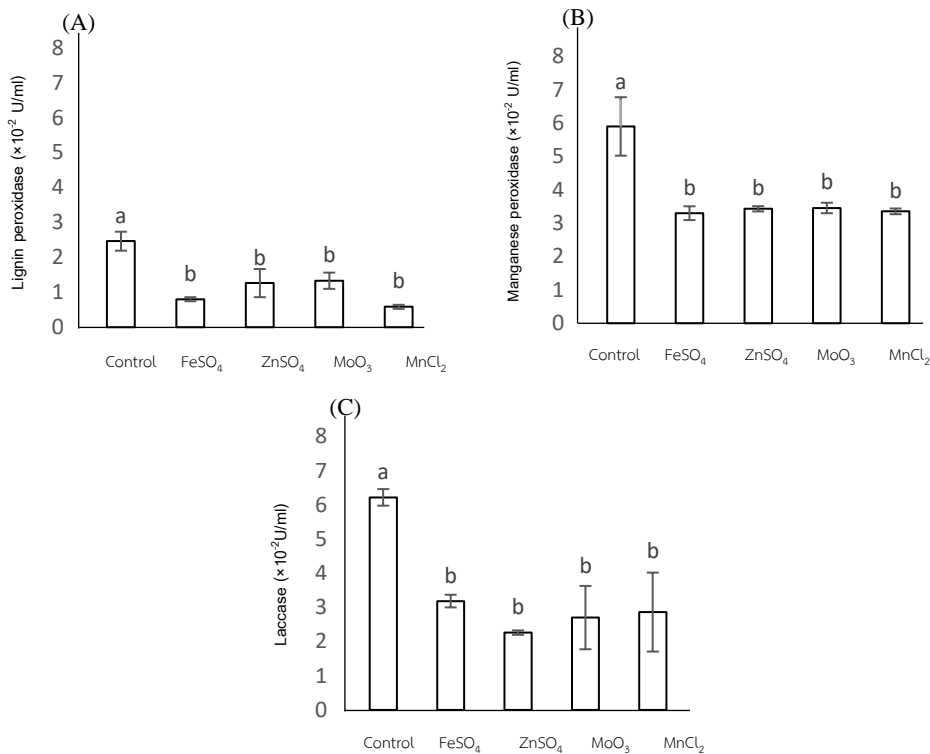 (A)
Lignin peroxidase (×10⁻² U/ml)
8
7
6
5
4
3
2
1
0
a
b
b
b
b
Control FeSO₄ ZnSO₄ MoO₃ MnCl₂
(B)
Manganese peroxidase (×10⁻² U/ml)
8
7
6
5
4
3
2
1
0
a
b
b
b
b
Control FeSO₄ ZnSO₄ MoO₃ MnCl₂
(C)
Laccase (×10⁻²U/ml)
8
7
6
5
4
3
2
1
0
a
b
b
b
b
Control FeSO₄ ZnSO₄ MoO₃ MnCl₂